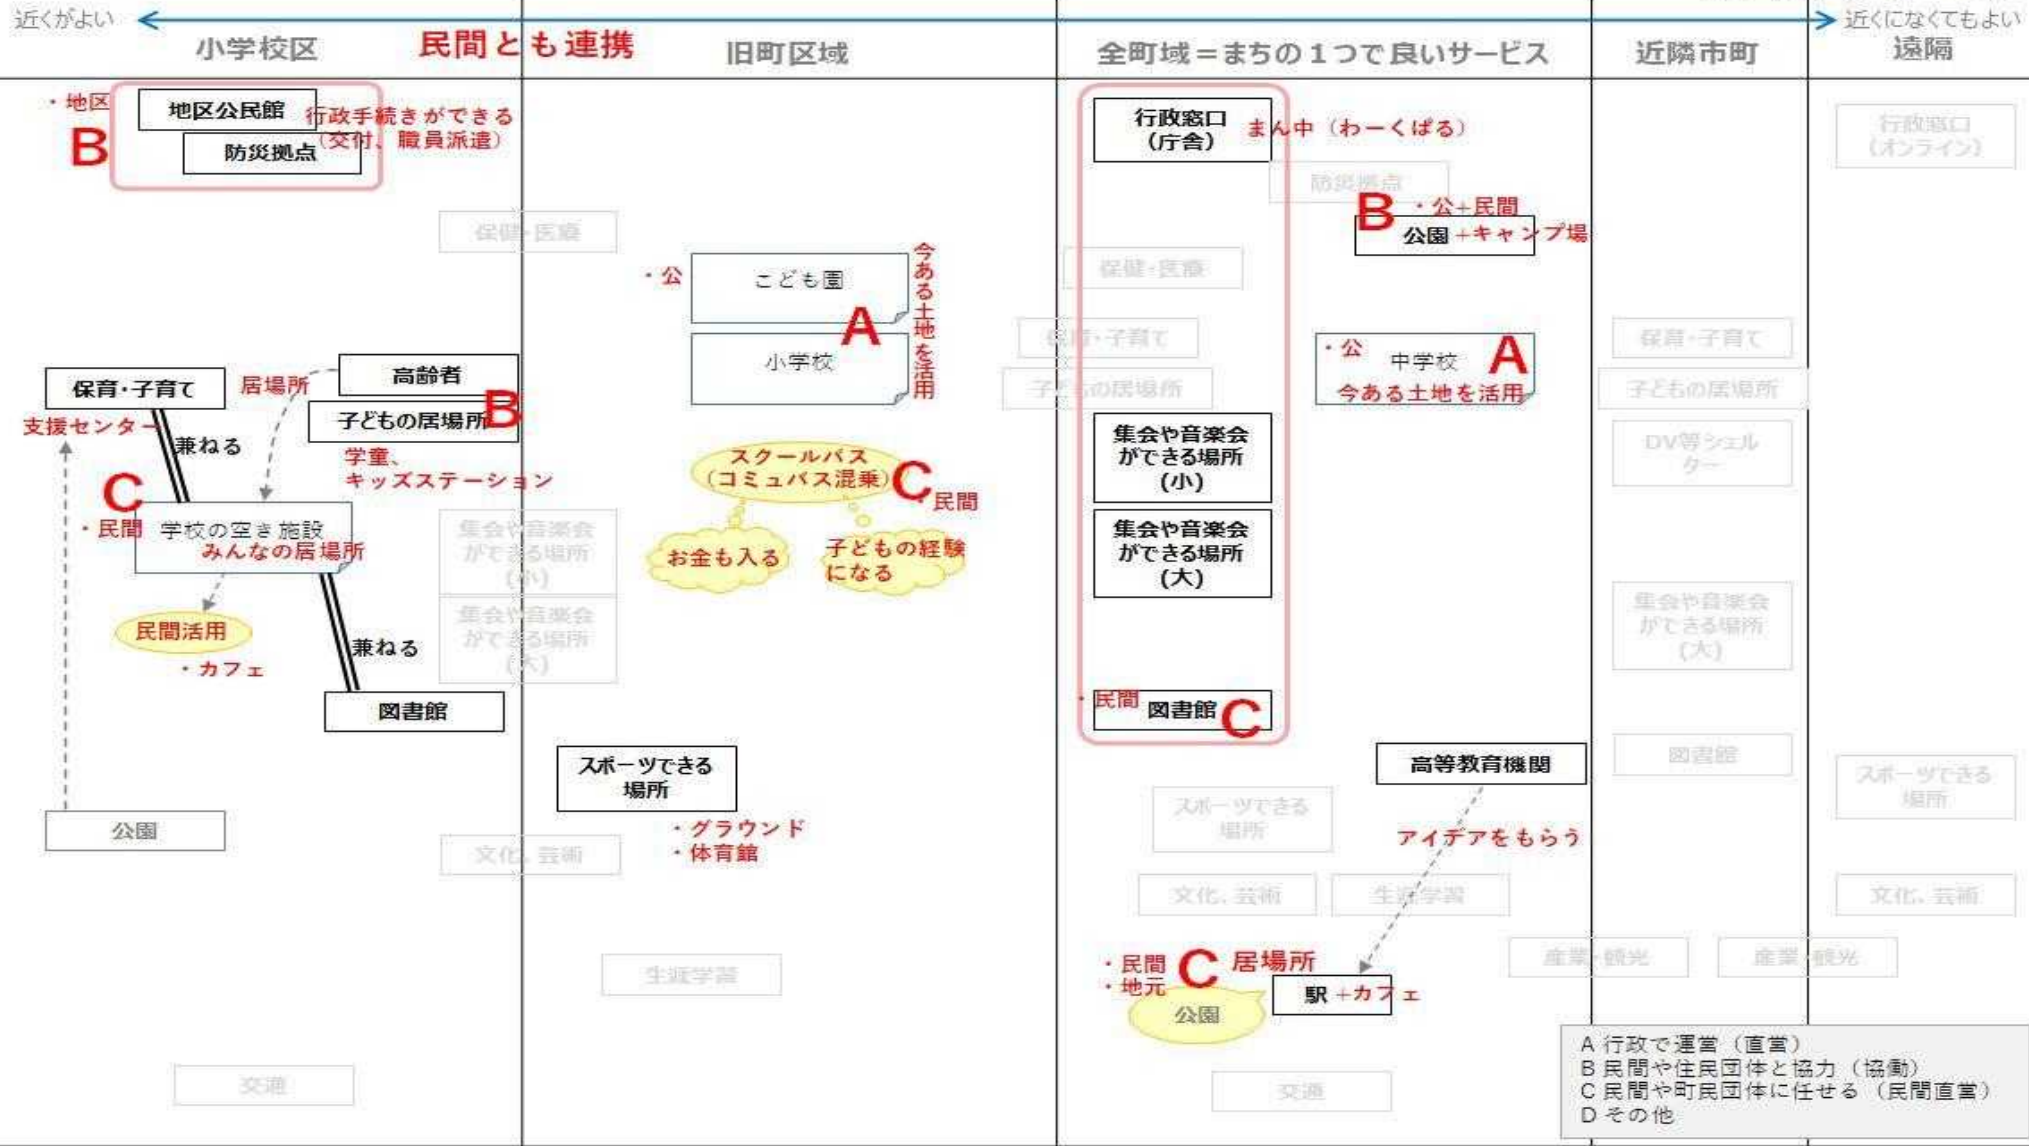 近くがよい
近くになくてもよい
小学校区
民間とも連携
旧町区域
全町域＝まちの１つで良いサービス
近隣市町
遠隔
・地区
B
地区公民館
防災拠点
行政手続きができる
（交付、職員派遣）
保健・医療
保育・子育て
支援センター
居場所
高齢者
子どもの居場所
B
学童、
キッズステーション
兼ねる
C
・民間
学校の空き施設
みんなの居場所
民間活用
・カフェ
兼ねる
図書館
公園
集会や音楽会
ができる場所
(小)
集会や音楽会
ができる場所
(大)
文化、芸術
交通
・公
こども園
A
小学校
今ある土地を活用
スクールバス
（コミュバス混乗）
C
・民間
お金も入る
子どもの経験
になる
スポーツできる
場所
・グラウンド
・体育館
生涯学習
行政窓口
（庁舎）
まん中（わーくぱる）
防災拠点
B
・公+民間
公園
+キャンプ場
保健・医療
保育・子育て
子どもの居場所
・公
中学校
A
今ある土地を活用
集会や音楽会
ができる場所
(小)
集会や音楽会
ができる場所
(大)
・民間
図書館
C
高等教育機関
スポーツできる
場所
アイデアをもらう
文化、芸術
生涯学習
・民間
・地元
C
居場所
駅
+カフェ
公園
交通
保育・子育て
子どもの居場所
DV等シェル
ター
集会や音楽会
ができる場所
(大)
図書館
産業・観光
産業・観光
行政窓口
（オンライン）
スポーツできる
場所
文化、芸術
A 行政で運営（直営）
B 民間や住民団体と協力（協働）
C 民間や町民団体に任せる（民間直営）
D その他